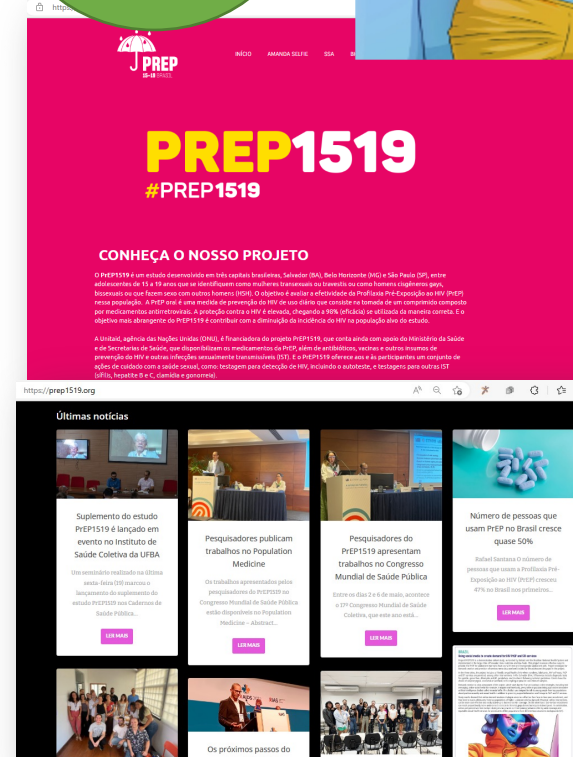 https:
PREP
15-19 BRASIL
INÍCIO AMANDA SELFIE SSA
PREP1519
#PREP1519
CONHEÇA O NOSSO PROJETO
O PrEP1519 é um estudo desenvolvido em três capitais brasileiras, Salvador (BA), Belo Horizonte (MG) e São Paulo (SP), entre
adolescentes de 15 a 19 anos que se identifiquem como mulheres transexuais ou travestis ou como homens cisgêneros gays,
bissexuais ou que fazem sexo com outros homens (HSH). O objetivo é avaliar a efetividade da Profilaxia Pré-Exposição ao HIV (PrEP)
nessa população. A PrEP oral é uma medida de prevenção do HIV de uso diário que consiste na tomada de um comprimido composto
por medicamentos antirretrovirais. A proteção contra o HIV é elevada, chegando a 98% (eficácia) se utilizada da maneira correta. E o
objetivo mais abrangente do PrEP1519 é contribuir com a diminuição da incidência do HIV na população alvo do estudo.
A Unitaid, agência das Nações Unidas (ONU), é financiadora do projeto PrEP1519, que conta ainda com apoio do Ministério da Saúde
e de Secretarias de Saúde, que disponibilizam os medicamentos da PrEP, além de antibióticos, vacinas e outros insumos de
prevenção do HIV e outras infecções sexualmente transmissíveis (IST). E o PrEP1519 oferece aos e às participantes um conjunto de
ações de cuidado com a saúde sexual, como: testagem para detecção de HIV, incluindo o autoteste, e testagens para outras IST
(sífilis, hepatite B e C, clamídia e gonorreia).
https://prep1519.org
Últimas notícias
Suplemento do estudo
PrEP1519 é lançado em
evento no Instituto de
Saúde Coletiva da UFBA
Um seminário realizado na última
sexta-feira (19) marcou o
lançamento do suplemento do
estudo PrEP1519 nos Cadernos de
Saúde Pública...
LER MAIS
Pesquisadores publicam
trabalhos no Population
Medicine
Os trabalhos apresentados pelos
pesquisadores do PrEP1519 no
Congresso Mundial de Saúde Pública
estão disponíveis no Population
Medicine – Abstract...
LER MAIS
Pesquisadores do
PrEP1519 apresentam
trabalhos no Congresso
Mundial de Saúde Pública
Entre os dias 2 e 6 de maio, acontece
o 17º Congresso Mundial de Saúde
Coletiva, que este ano está...
LER MAIS
Número de pessoas que
usam PrEP no Brasil cresce
quase 50%
Rafael Santana O número de
pessoas que usam a Profilaxia Pré-
Exposição ao HIV (PrEP) cresceu
47% no Brasil nos primeiros...
LER MAIS
Os próximos passos do